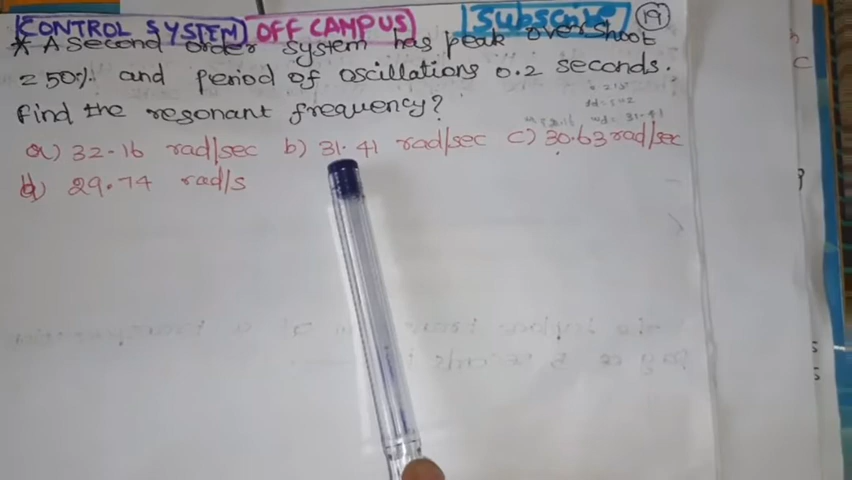 CONTROL SYSTEM OFF CAMPUS Subscribe 19
* A second order system has peak overshoot
= 50% and period of oscillations 0.2 seconds.
Find the resonant frequency?
a) 32.16 rad/sec b) 31.41 rad/sec c) 30.63 rad/sec
d) 29.74 rad/s